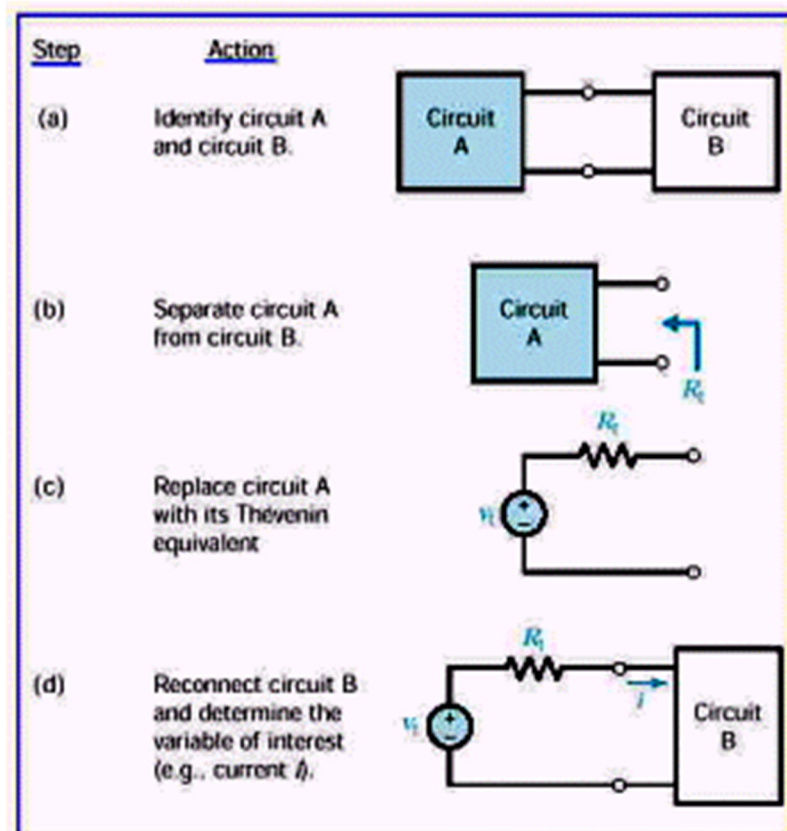 Step Action
(a) Identify circuit A
and circuit B.
Circuit
A
Circuit
B
(b) Separate circuit A
from circuit B.
Circuit
A
Rt
Rt
(c) Replace circuit A
with its Thévenin
equivalent
vt
Rt
(d) Reconnect circuit B
and determine the
variable of interest
(e.g., current i).
vt
i
Circuit
B